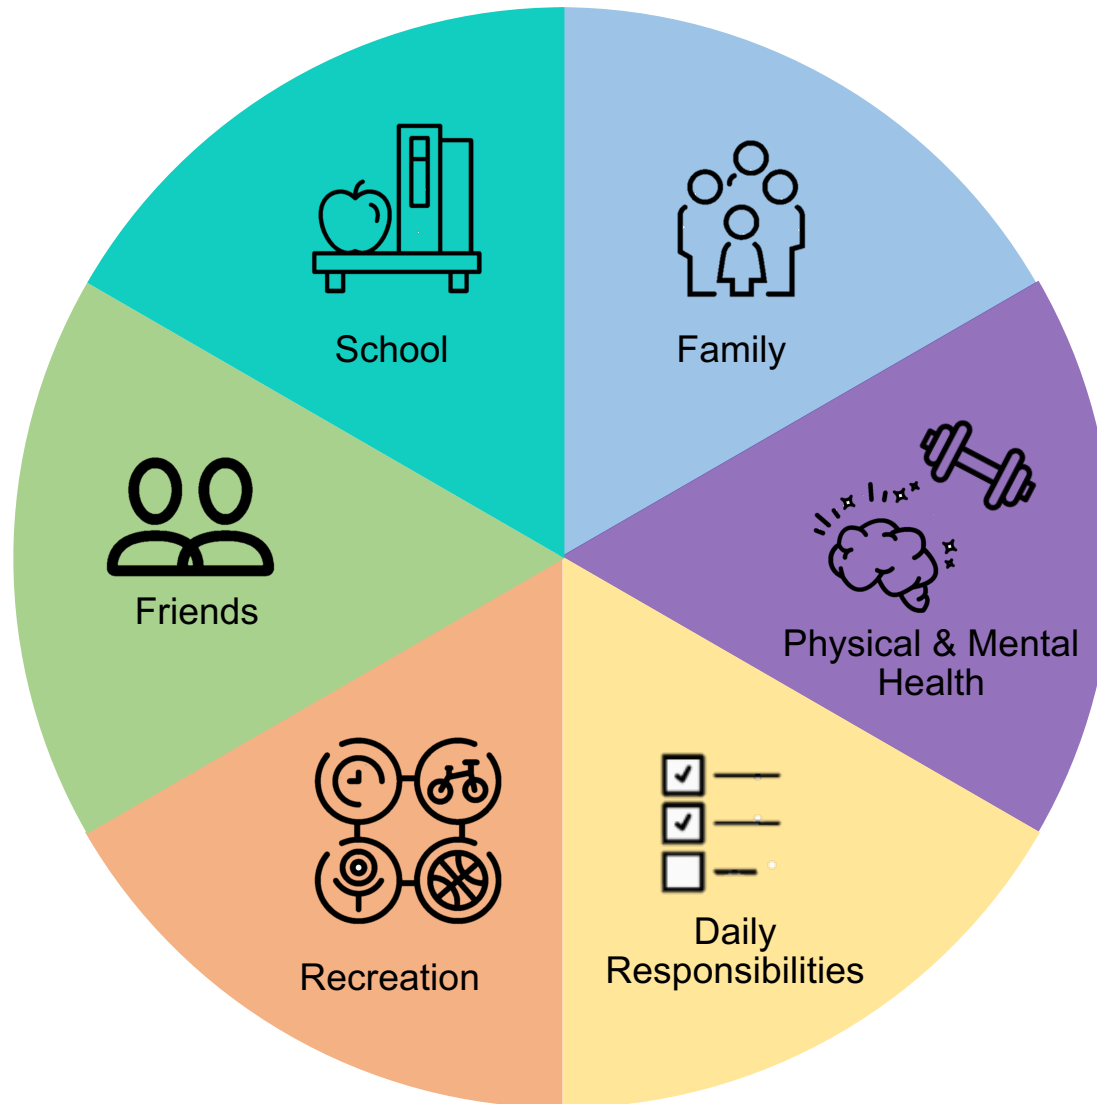 School
Family
Friends
Physical & Mental
Health
Daily
Responsibilities
Recreation